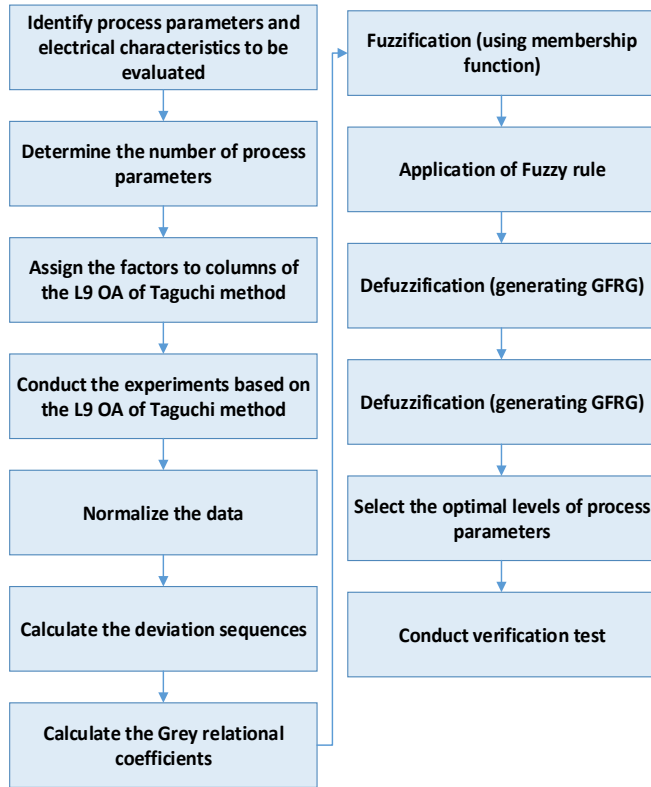 Identify process parameters and
electrical characteristics to be
evaluated
Determine the number of process
parameters
Assign the factors to columns of
the L9 OA of Taguchi method
Conduct the experiments based on
the L9 OA of Taguchi method
Normalize the data
Calculate the deviation sequences
Calculate the Grey relational
coefficients
Fuzzification (using membership
function)
Application of Fuzzy rule
Defuzzification (generating GFRG)
Defuzzification (generating GFRG)
Select the optimal levels of process
parameters
Conduct verification test